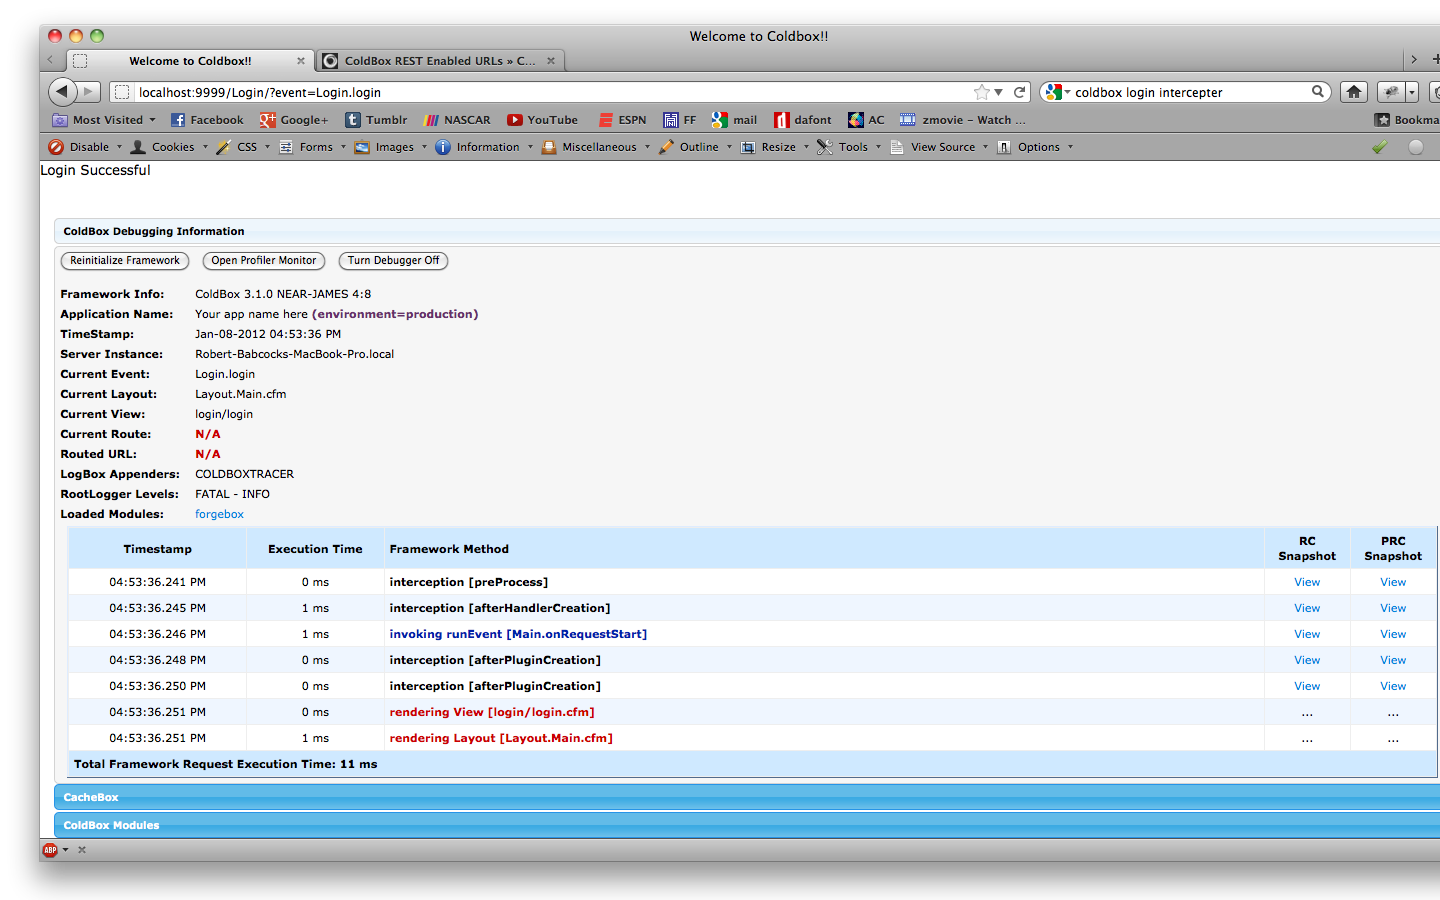 Welcome to Coldbox!!
Welcome to Coldbox!! ColdBox REST Enabled URLs » C...
localhost:9999/Login/?event=Login.login coldbox login intercepter
Most Visited Facebook Google+ Tumblr NASCAR YouTube ESPN FF mail dafont AC zmovie - Watch ... Bookma
Disable Cookies CSS Forms Images Information Miscellaneous Outline Resize Tools View Source Options
Login Successful
ColdBox Debugging Information
Reinitialize Framework Open Profiler Monitor Turn Debugger Off
Framework Info: ColdBox 3.1.0 NEAR-JAMES 4:8
Application Name: Your app name here (environment=production)
TimeStamp: Jan-08-2012 04:53:36 PM
Server Instance: Robert-Babcocks-MacBook-Pro.local
Current Event: Login.login
Current Layout: Layout.Main.cfm
Current View: login/login
Current Route: N/A
Routed URL: N/A
LogBox Appenders: COLDBOXTRACER
RootLogger Levels: FATAL - INFO
Loaded Modules: forgebox
Timestamp Execution Time Framework Method RC Snapshot PRC Snapshot
04:53:36.241 PM 0 ms interception [preProcess] View View
04:53:36.245 PM 1 ms interception [afterHandlerCreation] View View
04:53:36.246 PM 1 ms invoking runEvent [Main.onRequestStart] View View
04:53:36.248 PM 0 ms interception [afterPluginCreation] View View
04:53:36.250 PM 0 ms interception [afterPluginCreation] View View
04:53:36.251 PM 0 ms rendering View [login/login.cfm] ... ...
04:53:36.251 PM 1 ms rendering Layout [Layout.Main.cfm] ... ...
Total Framework Request Execution Time: 11 ms
CacheBox
ColdBox Modules
ABP